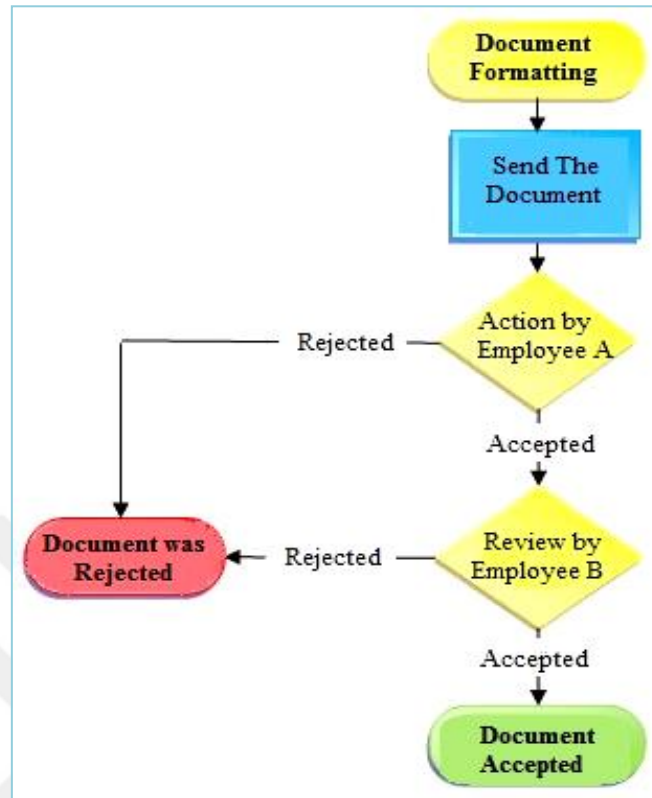 Document
Formatting
Send The
Document
Action by
Employee A
Rejected
Accepted
Review by
Employee B
Rejected
Document was
Rejected
Accepted
Document
Accepted